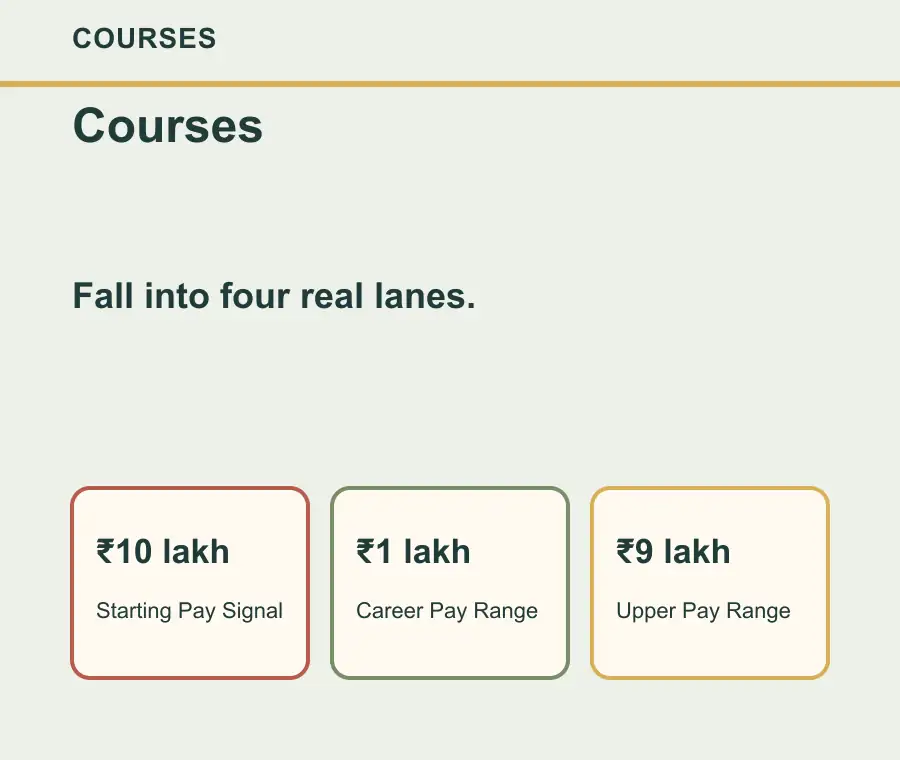 COURSES
Courses
Fall into four real lanes.
₹10 lakh
Starting Pay Signal
₹1 lakh
Career Pay Range
₹9 lakh
Upper Pay Range